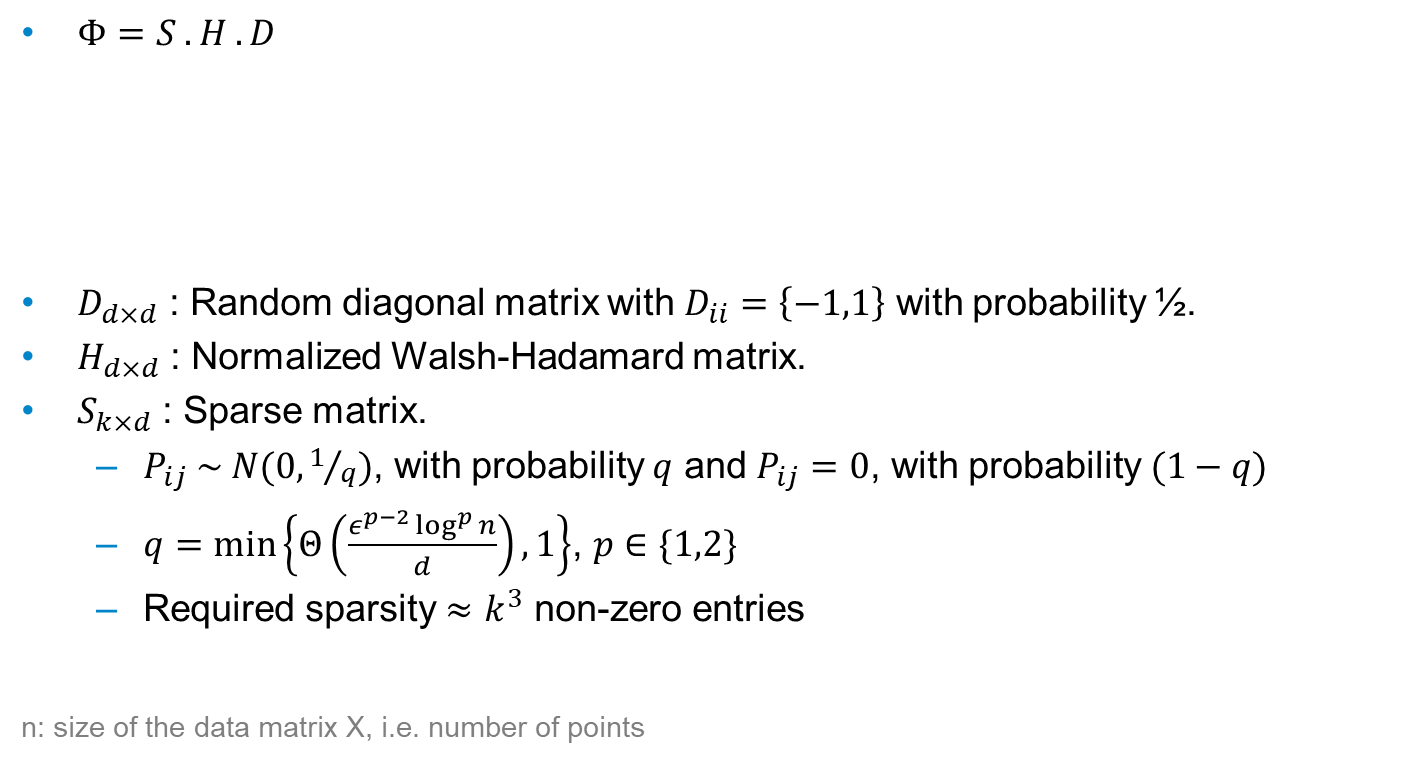 • Φ = S . H . D
• D_{d×d} : Random diagonal matrix with D_{ii} = {−1,1} with probability ½.
• H_{d×d} : Normalized Walsh-Hadamard matrix.
• S_{k×d} : Sparse matrix.
– P_{ij} ~ N(0, 1/q), with probability q and P_{ij} = 0, with probability (1 − q)
– q = min{Θ(ϵ^{p−2} log^p n / d), 1}, p ∈ {1,2}
– Required sparsity ≈ k³ non-zero entries
n: size of the data matrix X, i.e. number of points